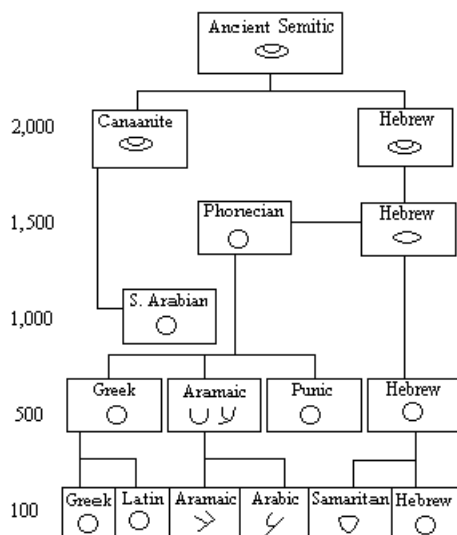 Ancient Semitic
2,000
Canaanite
Hebrew
1,500
Phonecian
Hebrew
1,000
S. Arabian
500
Greek
Aramaic
Punic
Hebrew
100
Greek
Latin
Aramaic
Arabic
Samaritan
Hebrew